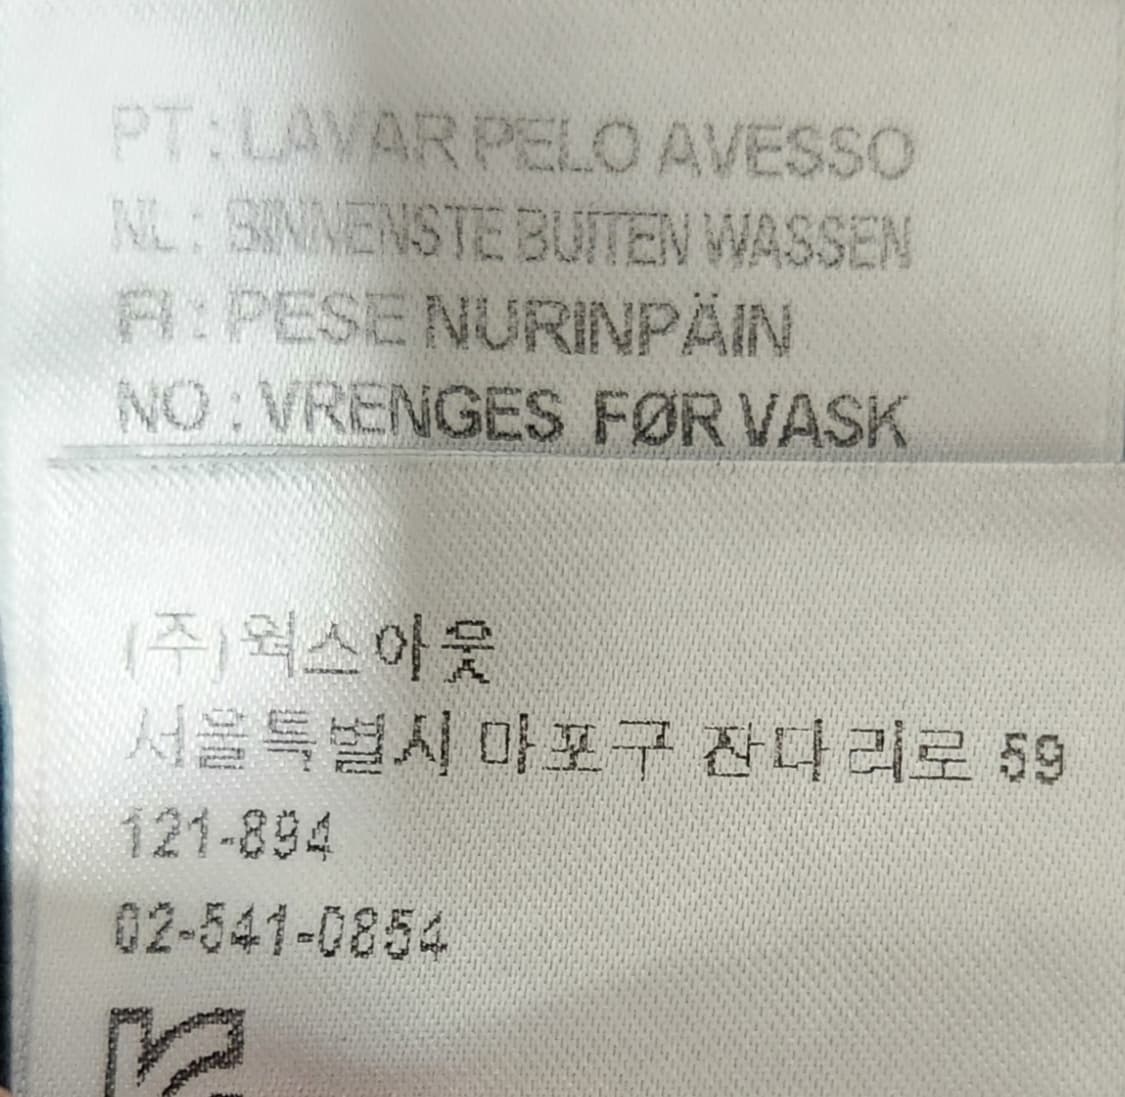 PT : LAVAR PELO AVESSO
NL : BINNENSTE BUITEN WASSEN
FI : PESE NURINPÄIN
NO : VRENGES FØR VASK
(주)웍스아웃
서울특별시 마포구 잔다리로 59
121-894
02-541-0854